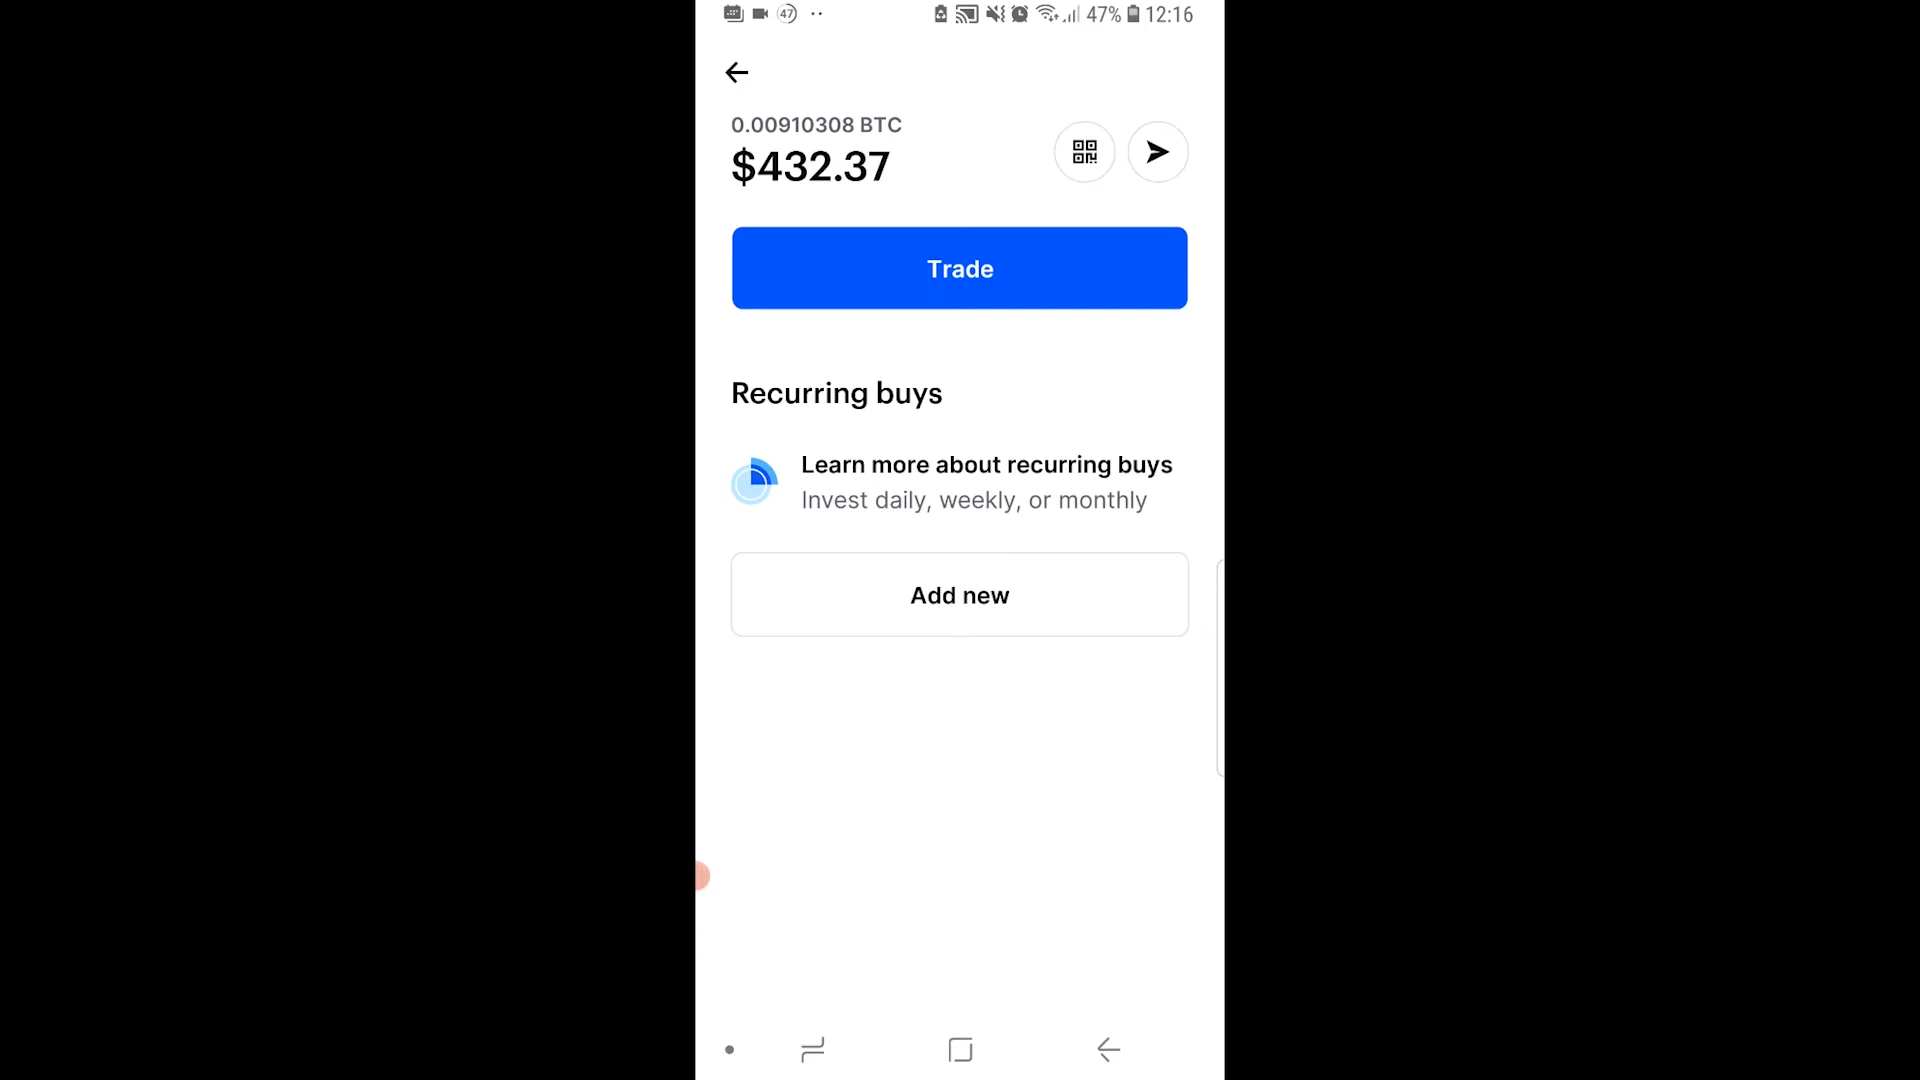 47 47% 12:16
0.00910308 BTC
$432.37
Trade
Recurring buys
Learn more about recurring buys
Invest daily, weekly, or monthly
Add new